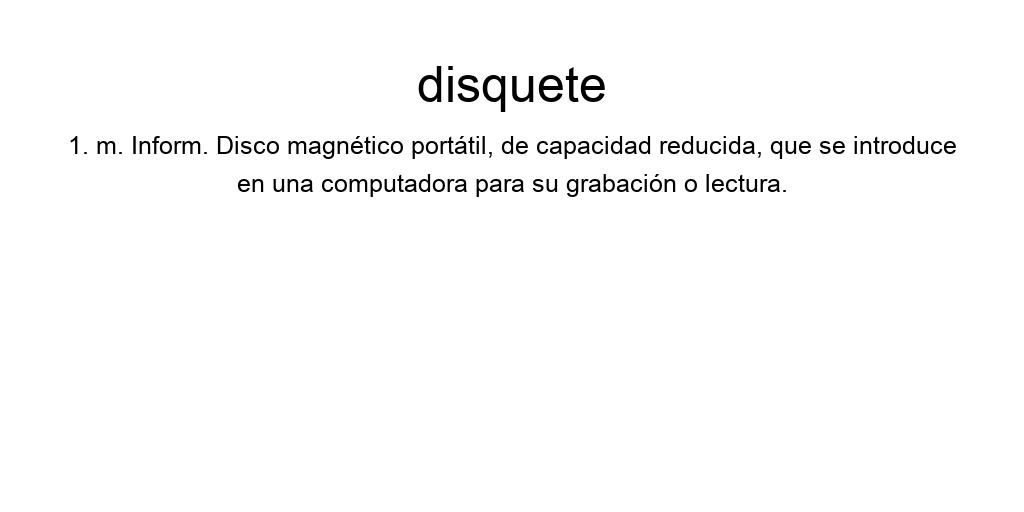 disquete
1. m. Inform. Disco magnético portátil, de capacidad reducida, que se introduce
en una computadora para su grabación o lectura.